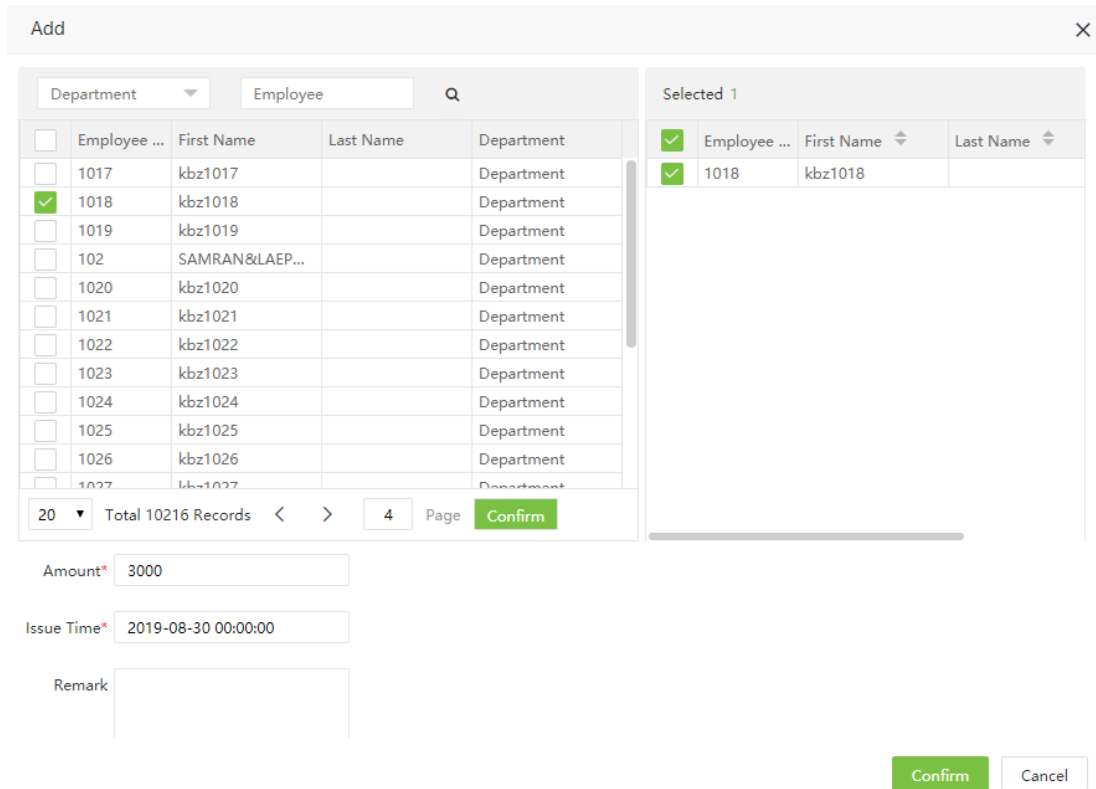 Add
Department Employee
Employee ... First Name Last Name Department
1017 kbz1017 Department
1018 kbz1018 Department
1019 kbz1019 Department
102 SAMRAN&LAEP... Department
1020 kbz1020 Department
1021 kbz1021 Department
1022 kbz1022 Department
1023 kbz1023 Department
1024 kbz1024 Department
1025 kbz1025 Department
1026 kbz1026 Department
1027 kbz1027 Department
20 Total 10216 Records < > 4 Page Confirm
Selected 1
Employee ... First Name Last Name
1018 kbz1018
Amount* 3000
Issue Time* 2019-08-30 00:00:00
Remark
Confirm Cancel